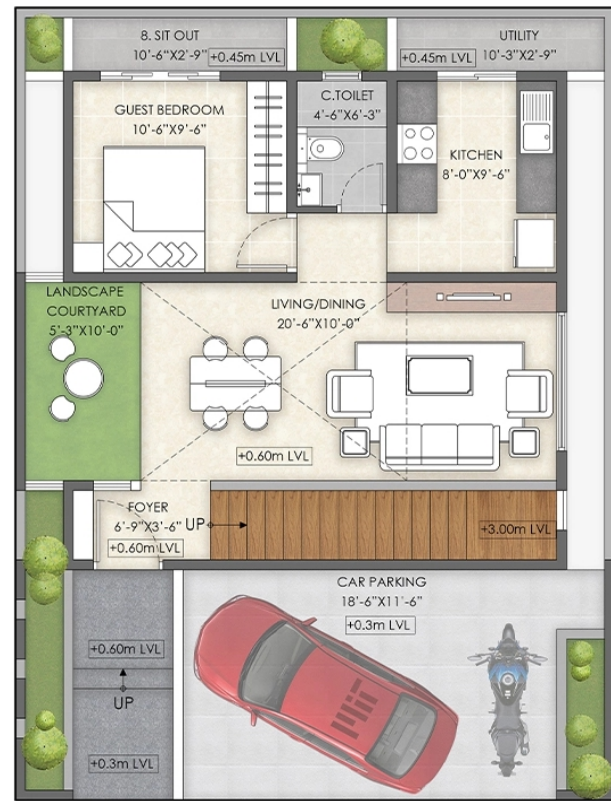 8. SIT OUT
10'-6"X2'-9"
+0.45m LVL
UTILITY
10'-3"X2'-9"
+0.45m LVL
GUEST BEDROOM
10'-6"X9'-6"
C.TOILET
4'-6"X6'-3"
KITCHEN
8'-0"X9'-6"
LANDSCAPE
COURTYARD
5'-3"X10'-0"
LIVING/DINING
20'-6"X10'-0"
+0.60m LVL
FOYER
6'-9"X3'-6"
UP
+0.60m LVL
+3.00m LVL
CAR PARKING
18'-6"X11'-6"
+0.3m LVL
+0.60m LVL
UP
+0.3m LVL